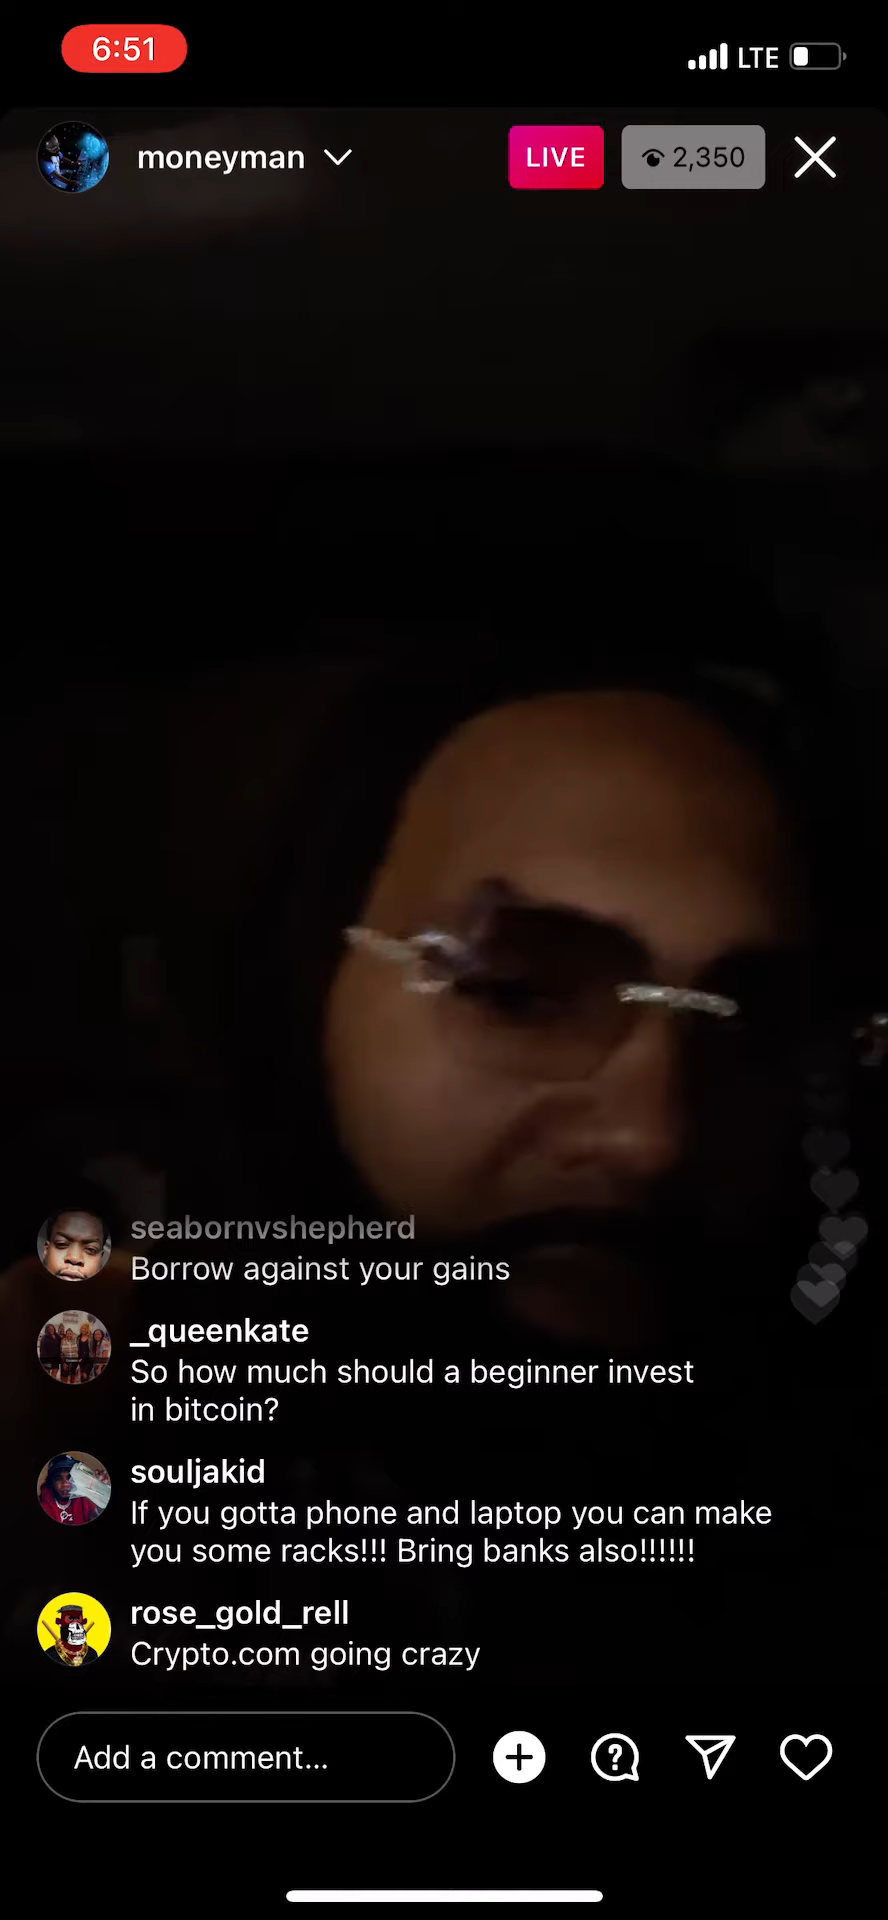 6:51
LTE
moneyman
LIVE
2,350
seabornvshepherd
Borrow against your gains
_queenkate
So how much should a beginner invest
in bitcoin?
souljakid
If you gotta phone and laptop you can make
you some racks!!! Bring banks also!!!!!!
rose_gold_rell
Crypto.com going crazy
Add a comment...